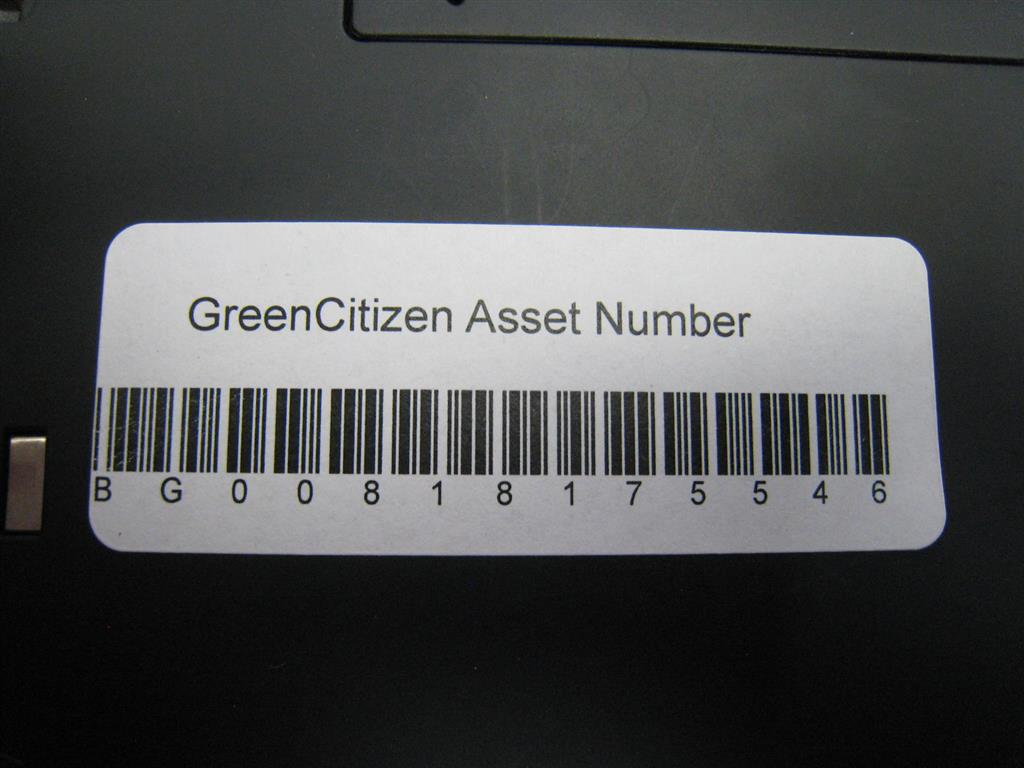 GreenCitizen Asset Number
B G 0 0 8 1 8 1 7 5 5 4 6